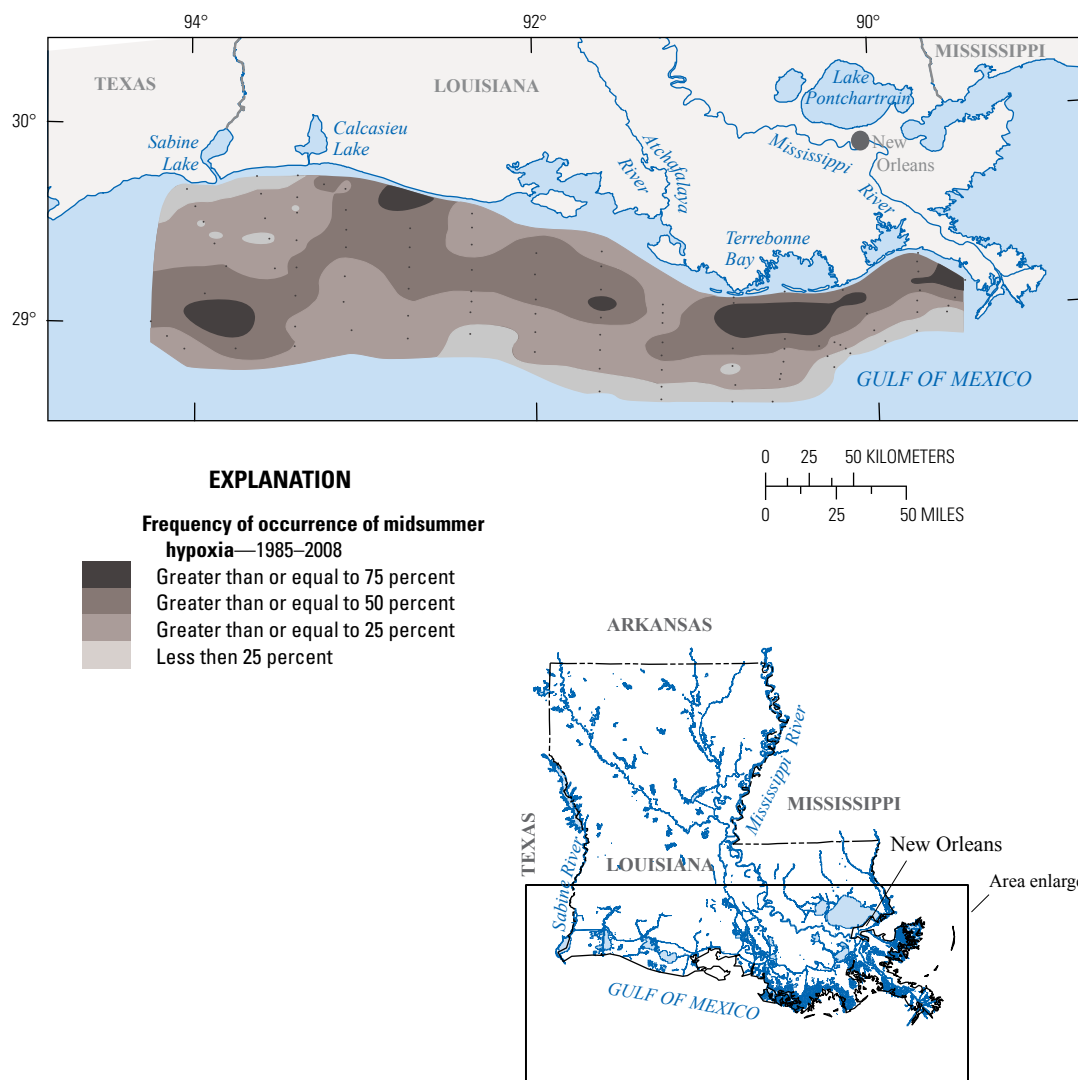 94°
92°
90°
MISSISSIPPI
TEXAS
LOUISIANA
Lake
Pontchartrain
30°
Sabine
Lake
Calcasieu
Lake
Atchafalaya
River
Mississippi
River
New
Orleans
Terrebonne
Bay
29°
GULF OF MEXICO
0 25 50 KILOMETERS
0 25 50 MILES
EXPLANATION
Frequency of occurrence of midsummer
hypoxia—1985–2008
Greater than or equal to 75 percent
Greater than or equal to 50 percent
Greater than or equal to 25 percent
Less then 25 percent
ARKANSAS
Mississippi River
MISSISSIPPI
TEXAS
New Orleans
LOUISIANA
Sabine River
Area enlarge
GULF OF MEXICO